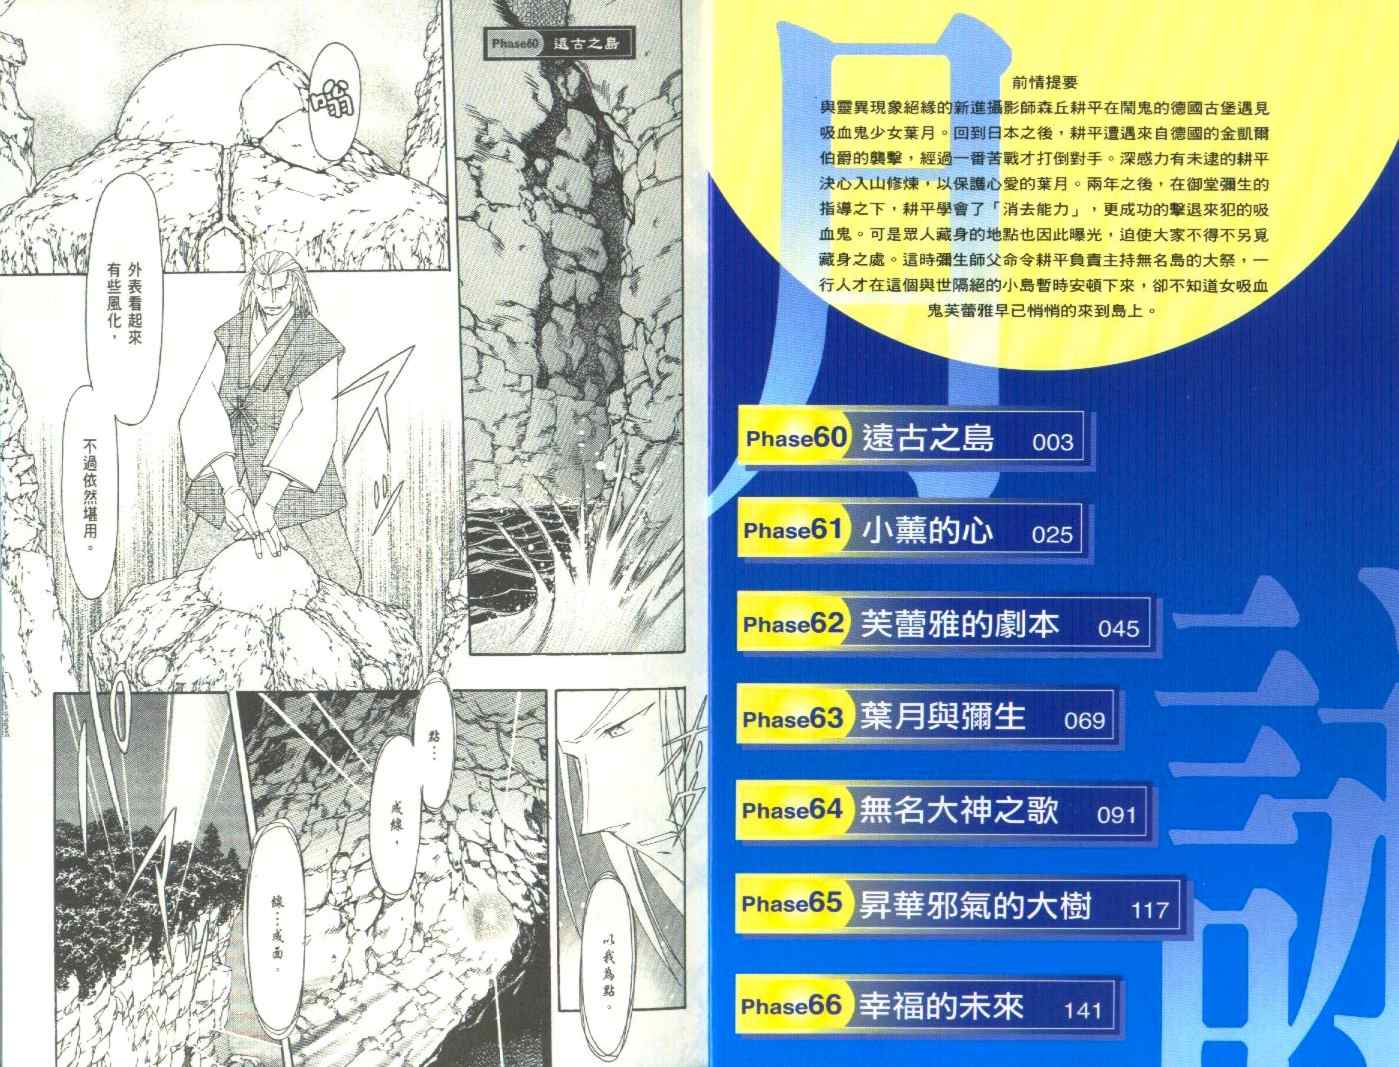 前情提要
與靈異現象絕緣的新進攝影師森丘耕平在鬧鬼的德國古堡遇見
吸血鬼少女葉月。回到日本之後，耕平遭遇來自德國的金凱爾
伯爵的襲擊，經過一番苦戰才打倒對手。深感力有未逮的耕平
決心入山修煉，以保護心愛的葉月。兩年之後，在御堂彌生的
指導之下，耕平學會了「消去能力」，更成功的擊退來犯的吸
血鬼。可是眾人藏身的地點也因此曝光，迫使大家不得不另覓
藏身之處。這時彌生師父命令耕平負責主持無名島的大祭，一
行人才在這個與世隔絕的小島暫時安頓下來，卻不知道女吸血
鬼芙蕾雅早已悄悄的來到島上。
月
詠
Phase60 遠古之島 003
Phase61 小薰的心 025
Phase62 芙蕾雅的劇本 045
Phase63 葉月與彌生 069
Phase64 無名大神之歌 091
Phase65 昇華邪氣的大樹 117
Phase66 幸福的未來 141
Phase60 遠古之島
嗡
外表看起來
有些風化，
不過依然堪用。
以我為點。
點…
成線，
線…成面。